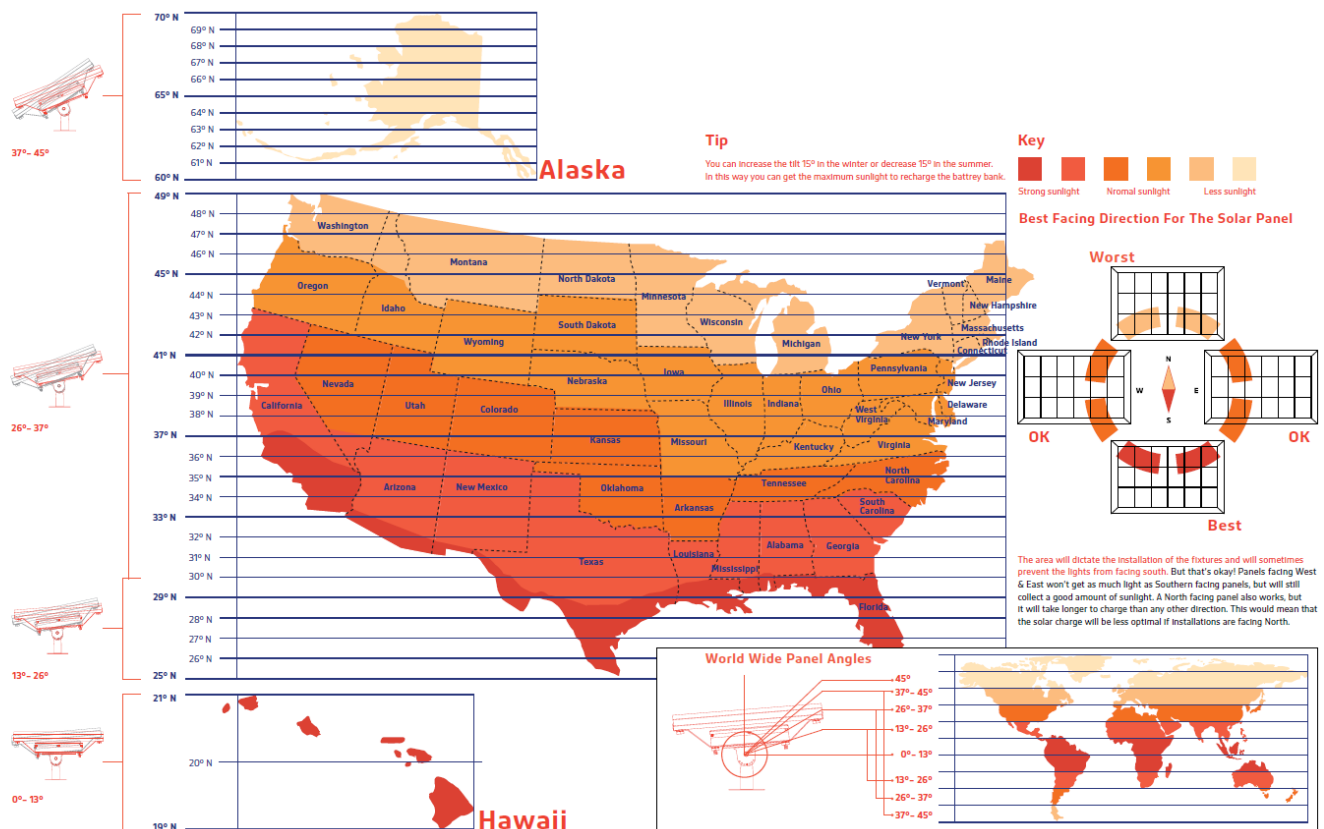 70° N
69° N
68° N
67° N
66° N
65° N
64° N
63° N
62° N
61° N
60° N
37°– 45°
Alaska
Tip
You can increase the tilt 15° in the winter or decrease 15° in the summer.
In this way you can get the maximum sunlight to recharge the battrey bank.
Key
Strong sunlight
Nromal sunlight
Less sunlight
49° N
48° N
47° N
46° N
45° N
44° N
43° N
42° N
41° N
40° N
39° N
38° N
37° N
36° N
35° N
34° N
33° N
32° N
31° N
30° N
29° N
28° N
27° N
26° N
25° N
26°– 37°
13°– 26°
Washington
Montana
North Dakota
Minnesota
Oregon
Idaho
Wyoming
South Dakota
Wisconsin
Michigan
Vermont
Maine
New Hampshire
Massachusetts
Rhode Island
Connecticut
New York
Pennsylvania
New Jersey
Delaware
Maryland
Nevada
Utah
Colorado
California
Nebraska
Iowa
Illinois
Indiana
Ohio
West
Virginia
Virginia
Kansas
Missouri
Kentucky
Arizona
New Mexico
Oklahoma
Arkansas
Tennessee
North
Carolina
South
Carolina
Texas
Louisiana
Mississippi
Alabama
Georgia
Florida
Best Facing Direction For The Solar Panel
Worst
N
W
E
S
OK
OK
Best
The area will dictate the installation of the fixtures and will sometimes
prevent the lights from facing south. But that's okay! Panels facing West
& East won't get as much light as Southern facing panels, but will still
collect a good amount of sunlight. A North facing panel also works, but
it will take longer to charge than any other direction. This would mean that
the solar charge will be less optimal if installations are facing North.
21° N
20° N
19° N
0°– 13°
Hawaii
World Wide Panel Angles
45°
37°– 45°
26°– 37°
13°– 26°
0°– 13°
13°– 26°
26°– 37°
37°– 45°